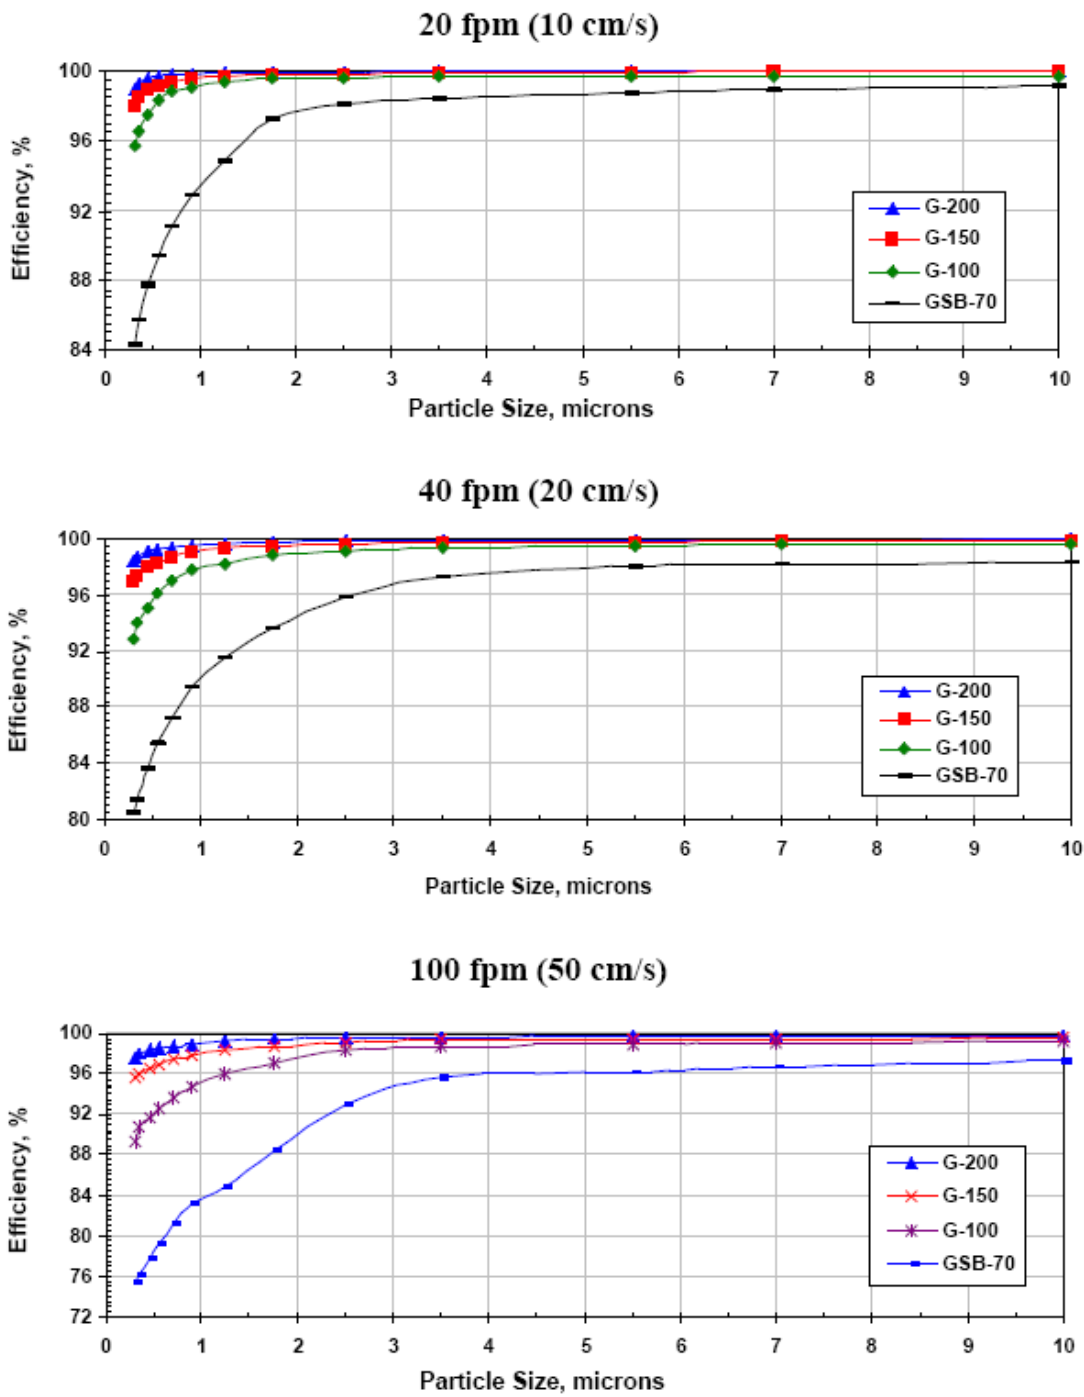 20 fpm (10 cm/s)
Efficiency, %
100
96
92
88
84
G-200
G-150
G-100
GSB-70
0 1 2 3 4 5 6 7 8 9 10
Particle Size, microns
40 fpm (20 cm/s)
Efficiency, %
100
96
92
88
84
80
G-200
G-150
G-100
GSB-70
0 1 2 3 4 5 6 7 8 9 10
Particle Size, microns
100 fpm (50 cm/s)
Efficiency, %
100
96
92
88
84
80
76
72
G-200
G-150
G-100
GSB-70
0 1 2 3 4 5 6 7 8 9 10
Particle Size, microns